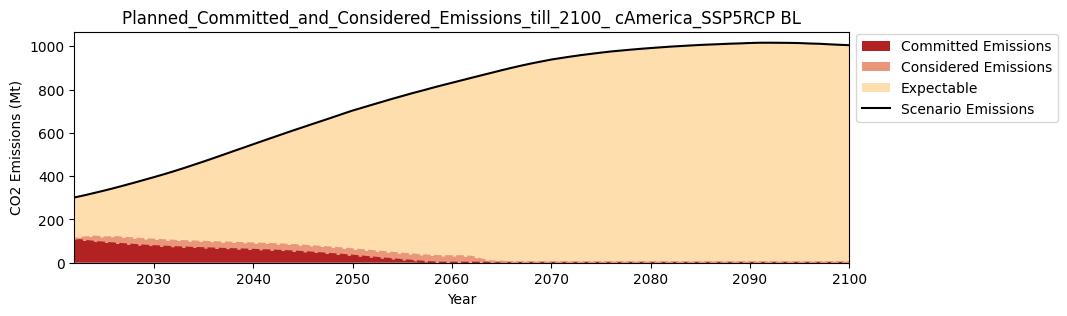 Planned_Committed_and_Considered_Emissions_till_2100_ cAmerica_SSP5RCP BL
CO2 Emissions (Mt)
1000
800
600
400
200
0
2030 2040 2050 2060 2070 2080 2090 2100
Year
Committed Emissions
Considered Emissions
Expectable
Scenario Emissions